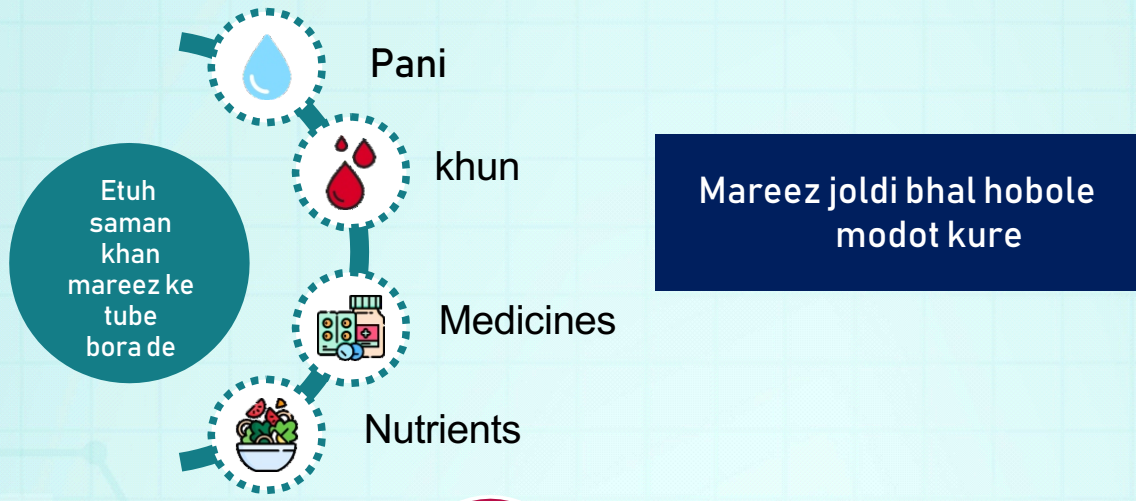 Etuh
saman
khan
mareez ke
tube
bora de
Pani
khun
Medicines
Nutrients
Mareez joldi bhal hobole
modot kure